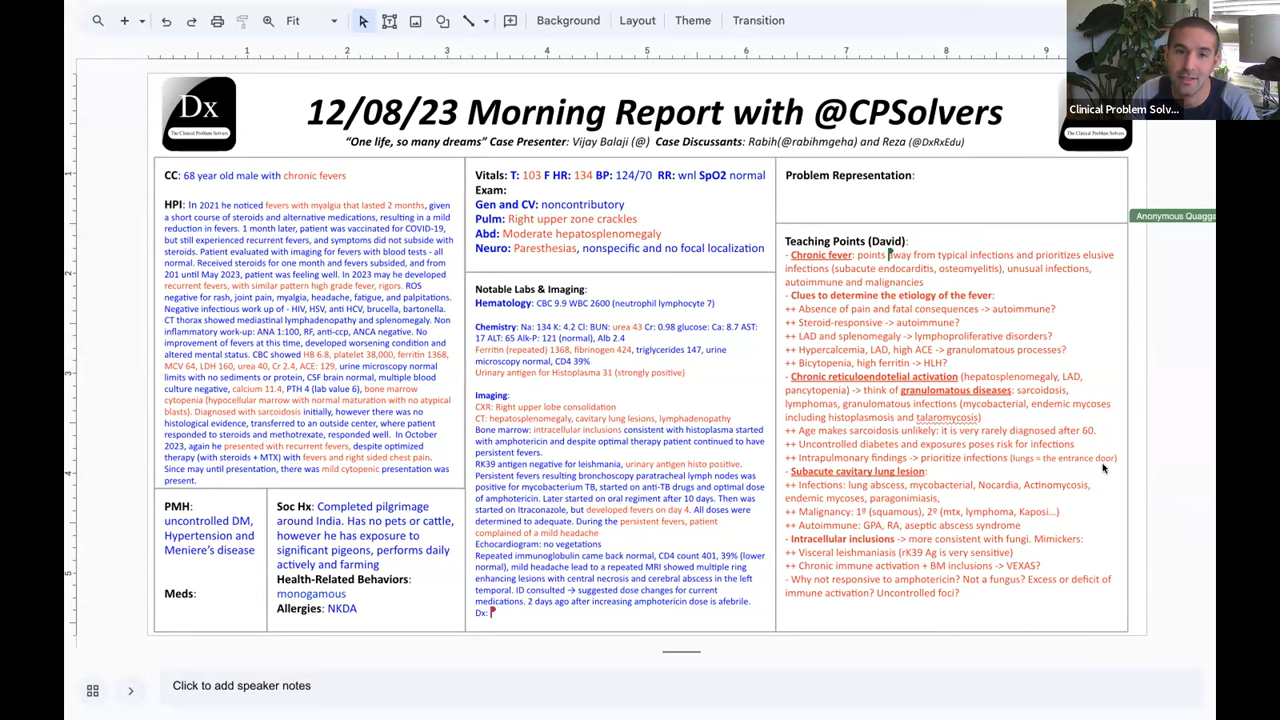 Fit
Background
Layout
Theme
Transition
1
2
3
4
5
6
7
8
9
Clinical Problem Solv...
Dx
The Clinical Problem Solvers
12/08/23 Morning Report with @CPSolvers
“One life, so many dreams” Case Presenter: Vijay Balaji (@) Case Discussants: Rabih(@rabihmgeha) and Reza (@DxRxEdu)
The Clinical Problem Solvers
1
2
3
4
5
CC: 68 year old male with chronic fevers
HPI: In 2021 he noticed fevers with myalgia that lasted 2 months, given
a short course of steroids and alternative medications, resulting in a mild
reduction in fevers. 1 month later, patient was vaccinated for COVID-19,
but still experienced recurrent fevers, and symptoms did not subside with
steroids. Patient evaluated with imaging for fevers with blood tests - all
normal. Received steroids for one month and fevers subsided, and from
201 until May 2023, patient was feeling well. In 2023 may he developed
recurrent fevers, with similar pattern high grade fever, rigors. ROS
negative for rash, joint pain, myalgia, headache, fatigue, and palpitations.
Negative infectious work up of - HIV, HSV, anti HCV, brucella, bartonella.
CT thorax showed mediastinal lymphadenopathy and splenomegaly. Non
inflammatory work-up: ANA 1:100, RF, anti-ccp, ANCA negative. No
improvement of fevers at this time, developed worsening condition and
altered mental status. CBC showed HB 6.8, platelet 38,000, ferritin 1368,
MCV 64, LDH 160, urea 40, Cr 2.4, ACE: 129, urine microscopy normal
limits with no sediments or protein, CSF brain normal, multiple blood
culture negative, calcium 11.4, PTH 4 (lab value 6), bone marrow
cytopenia (hypocellular marrow with normal maturation with no atypical
blasts). Diagnosed with sarcoidosis initially, however there was no
histological evidence, transferred to an outside center, where patient
responded to steroids and methotrexate, responded well. In October
2023, again he presented with recurrent fevers, despite optimized
therapy (with steroids + MTX) with fevers and right sided chest pain.
Since may until presentation, there was mild cytopenic presentation was
present.
PMH:
uncontrolled DM,
Hypertension and
Meniere’s disease
Meds:
Soc Hx: Completed pilgrimage
around India. Has no pets or cattle,
however he has exposure to
significant pigeons, performs daily
actively and farming
Health-Related Behaviors:
monogamous
Allergies: NKDA
Vitals: T: 103 F HR: 134 BP: 124/70 RR: wnl SpO2 normal
Exam:
Gen and CV: noncontributory
Pulm: Right upper zone crackles
Abd: Moderate hepatosplenomegaly
Neuro: Paresthesias, nonspecific and no focal localization
Notable Labs & Imaging:
Hematology: CBC 9.9 WBC 2600 (neutrophil lymphocyte 7)
Chemistry: Na: 134 K: 4.2 Cl: BUN: urea 43 Cr: 0.98 glucose: Ca: 8.7 AST:
17 ALT: 65 Alk-P: 121 (normal), Alb 2.4
Ferritin (repeated) 1368, fibrinogen 424, triglycerides 147, urine
microscopy normal, CD4 39%
Urinary antigen for Histoplasma 31 (strongly positive)
Imaging:
CXR: Right upper lobe consolidation
CT: hepatosplenomegaly, cavitary lung lesions, lymphadenopathy
Bone marrow: intracellular inclusions consistent with histoplasma started
with amphotericin and despite optimal therapy patient continued to have
persistent fevers.
RK39 antigen negative for leishmania, urinary antigen histo positive.
Persistent fevers resulting bronchoscopy paratracheal lymph nodes was
positive for mycobacterium TB, started on anti-TB drugs and optimal dose
of amphotericin. Later started on oral regiment after 10 days. Then was
started on Itraconazole, but developed fevers on day 4. All doses were
determined to adequate. During the persistent fevers, patient
complained of a mild headache
Echocardiogram: no vegetations
Repeated immunoglobulin came back normal, CD4 count 401, 39% (lower
normal), mild headache lead to a repeated MRI showed multiple ring
enhancing lesions with central necrosis and cerebral abscess in the left
temporal. ID consulted → suggested dose changes for current
medications. 2 days ago after increasing amphotericin dose is afebrile.
Dx:
Problem Representation:
Anonymous Quagga
Teaching Points (David):
- Chronic fever: points away from typical infections and prioritizes elusive
infections (subacute endocarditis, osteomyelitis), unusual infections,
autoimmune and malignancies
- Clues to determine the etiology of the fever:
++ Absence of pain and fatal consequences -> autoimmune?
++ Steroid-responsive -> autoimmune?
++ LAD and splenomegaly -> lymphoproliferative disorders?
++ Hypercalcemia, LAD, high ACE -> granulomatous processes?
++ Bicytopenia, high ferritin -> HLH?
- Chronic reticuloendotelial activation (hepatosplenomegaly, LAD,
pancytopenia) -> think of granulomatous diseases: sarcoidosis,
lymphomas, granulomatous infections (mycobacterial, endemic mycoses
including histoplasmosis and talaromycosis)
++ Age makes sarcoidosis unlikely: it is very rarely diagnosed after 60.
++ Uncontrolled diabetes and exposures poses risk for infections
++ Intrapulmonary findings -> prioritize infections (lungs = the entrance door)
- Subacute cavitary lung lesion:
++ Infections: lung abscess, mycobacterial, Nocardia, Actinomycosis,
endemic mycoses, paragonimiasis,
++ Malignancy: 1º (squamous), 2º (mtx, lymphoma, Kaposi...)
++ Autoimmune: GPA, RA, aseptic abscess syndrome
- Intracellular inclusions -> more consistent with fungi. Mimickers:
++ Visceral leishmaniasis (rK39 Ag is very sensitive)
++ Chronic immune activation + BM inclusions -> VEXAS?
- Why not responsive to amphotericin? Not a fungus? Excess or deficit of
immune activation? Uncontrolled foci?
Click to add speaker notes